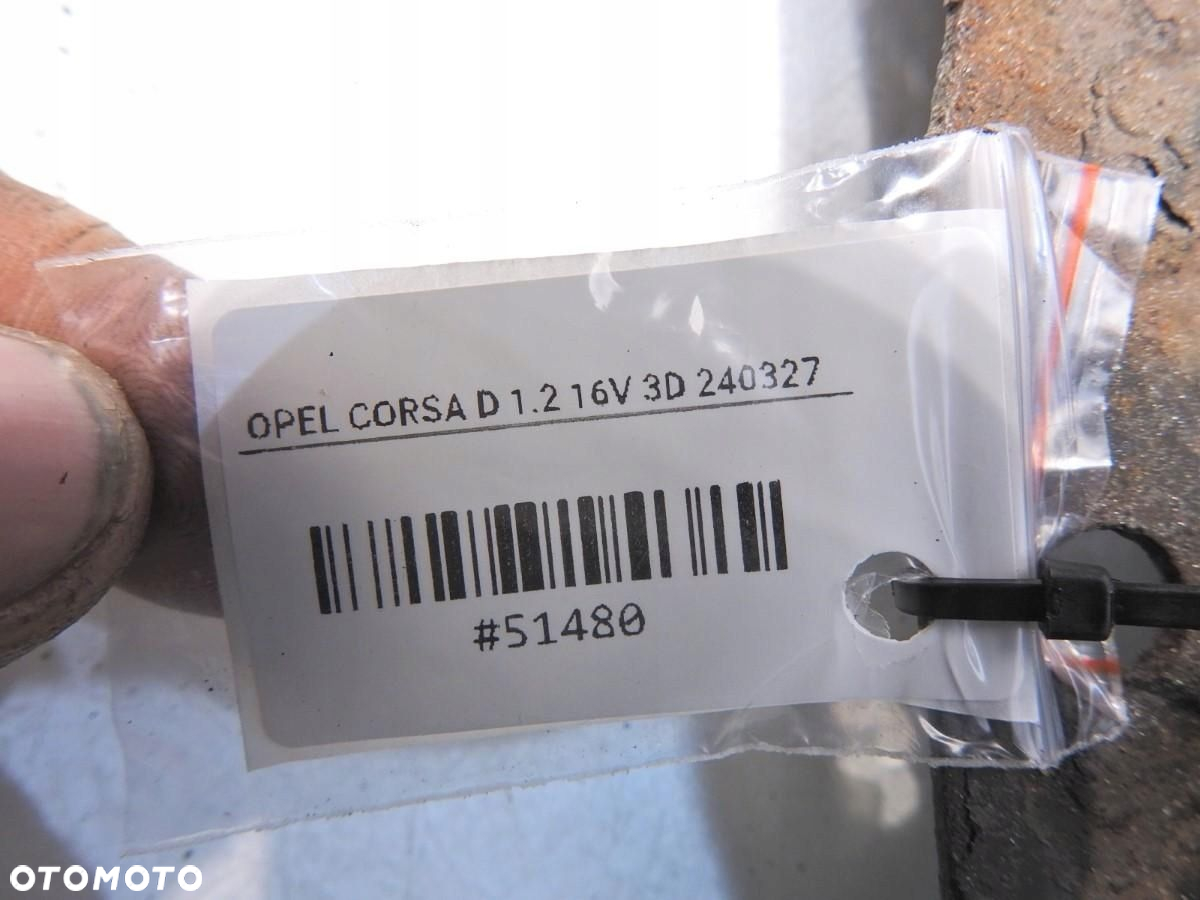 OPEL CORSA D 1.2 16V 3D 240327
#51480
OTOMOTO